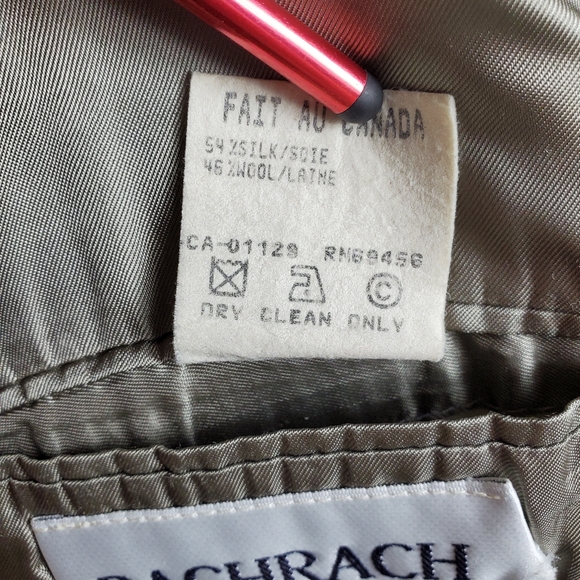 FAIT AU CANADA
54%SILK/SOIE
46%WOOL/LAINE
CA-01129 RN69456
C
DRY CLEAN ONLY
BACHRACH